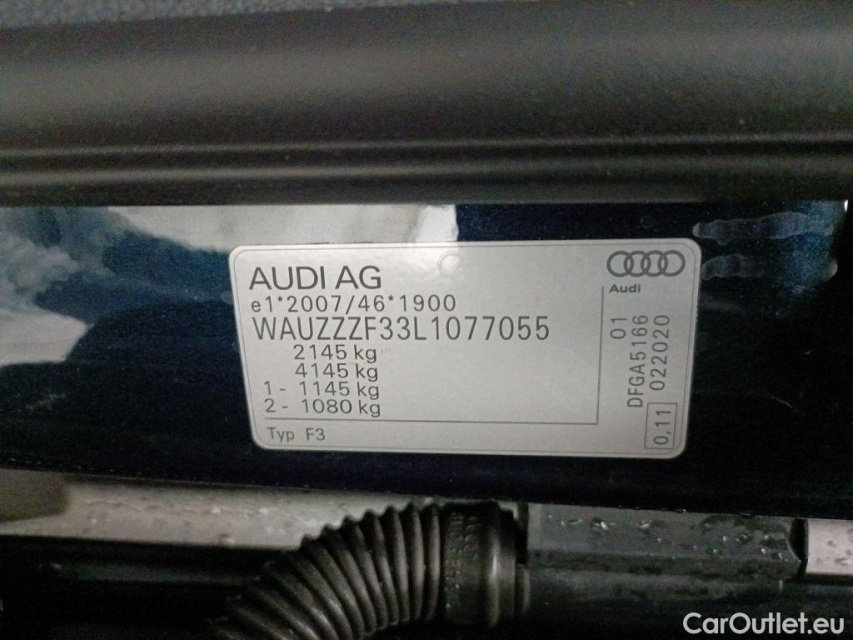 AUDI AG
e1*2007/46*1900
WAUZZZF33L1077055
2145 kg
4145 kg
1 - 1145 kg
2 - 1080 kg
Typ F3
Audi
01
DFGA5166
022020
0,11
CarOutlet.eu